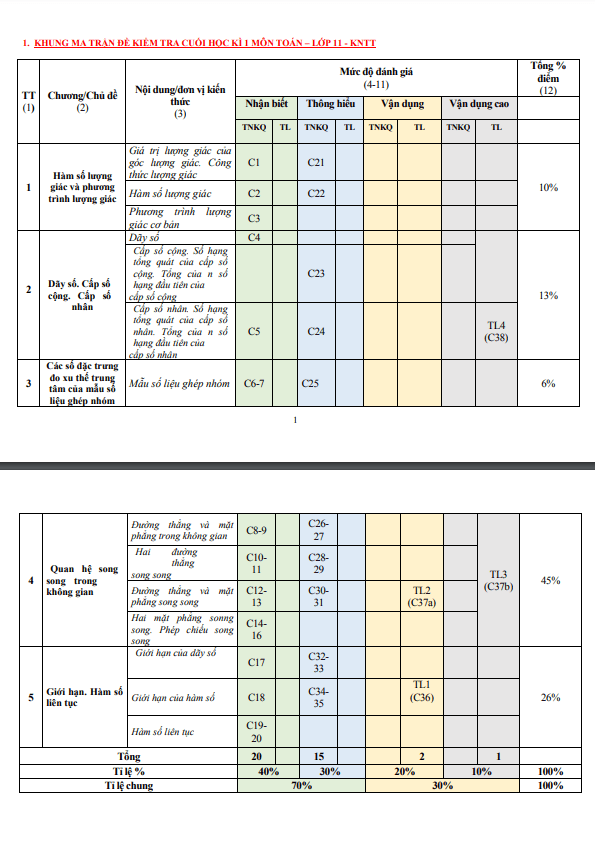 1. KHUNG MA TRẬN ĐỀ KIỂM TRA CUỐI HỌC KÌ 1 MÔN TOÁN – LỚP 11 - KNTT
TT
(1)
Chương/Chủ đề
(2)
Nội dung/đơn vị kiến
thức
(3)
Mức độ đánh giá
(4-11)
Tổng %
điểm
(12)
Nhận biết
Thông hiểu
Vận dụng
Vận dụng cao
TNKQ
TL
TNKQ
TL
TNKQ
TL
TNKQ
TL
1
Hàm số lượng
giác và phương
trình lượng giác
Giá trị lượng giác của
góc lượng giác. Công
thức lượng giác
C1
C21
10%
Hàm số lượng giác
C2
C22
Phương trình lượng
giác cơ bản
C3
2
Dãy số. Cấp số
cộng. Cấp số
nhân
Dãy số
C4
13%
Cấp số cộng. Số hạng
tổng quát của cấp số
cộng. Tổng của n số
hạng đầu tiên của
cấp số cộng
C23
Cấp số nhân. Số hạng
tổng quát của cấp số
nhân. Tổng của n số
hạng đầu tiên của
cấp số nhân
C5
C24
TL4
(C38)
3
Các số đặc trưng
đo xu thế trung
tâm của mẫu số
liệu ghép nhóm
Mẫu số liệu ghép nhóm
C6-7
C25
6%
1
4
Quan hệ song
song trong
không gian
Đường thẳng và mặt
phẳng trong không gian
C8-9
C26-
27
TL3
(C37b)
45%
Hai đường
thẳng
song song
C10-
11
C28-
29
Đường thẳng và mặt
phẳng song song
C12-
13
C30-
31
TL2
(C37a)
Hai mặt phẳng sonng
song. Phép chiếu song
song
C14-
16
5
Giới hạn. Hàm số
liên tục
Giới hạn của dãy số
C17
C32-
33
26%
Giới hạn của hàm số
C18
C34-
35
TL1
(C36)
Hàm số liên tục
C19-
20
Tổng
20
15
2
1
Tỉ lệ %
40%
30%
20%
10%
100%
Tỉ lệ chung
70%
30%
100%